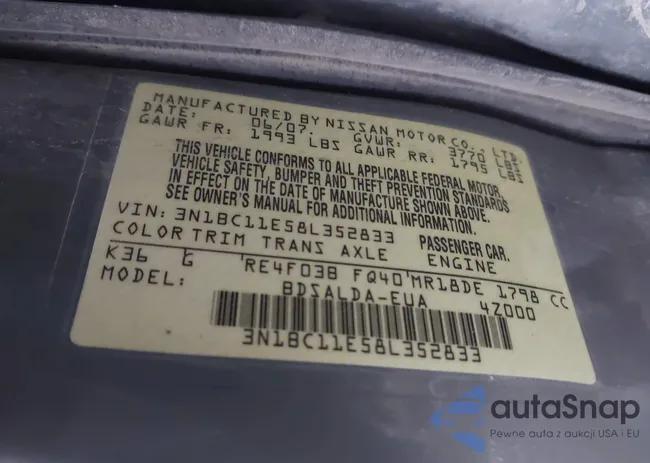 MANUFACTURED BY NISSAN MOTOR CO., LTD
DATE: 06/07. GVWR: 3770 LBS
GAWR FR: 1993 LBS GAWR RR: 1795 LBS
THIS VEHICLE CONFORMS TO ALL APPLICABLE FEDERAL MOTOR
VEHICLE SAFETY, BUMPER AND THEFT PREVENTION STANDARDS
IN EFFECT ON THE DATE OF MANUFACTURE SHOWN ABOVE.
SEE OWNER'S MANUAL FOR ADDITIONAL INFORMATION.
VIN: 3N1BC11E58L352833 PASSENGER CAR.
COLOR TRIM TRANS AXLE ENGINE
K36 G RE4F03B FQ40 MR18DE 1798 CC
MODEL: BDSALDA-EUA 4Z000
3N1BC11E58L352833
autaSnap
Pewne auta z aukcji USA i EU